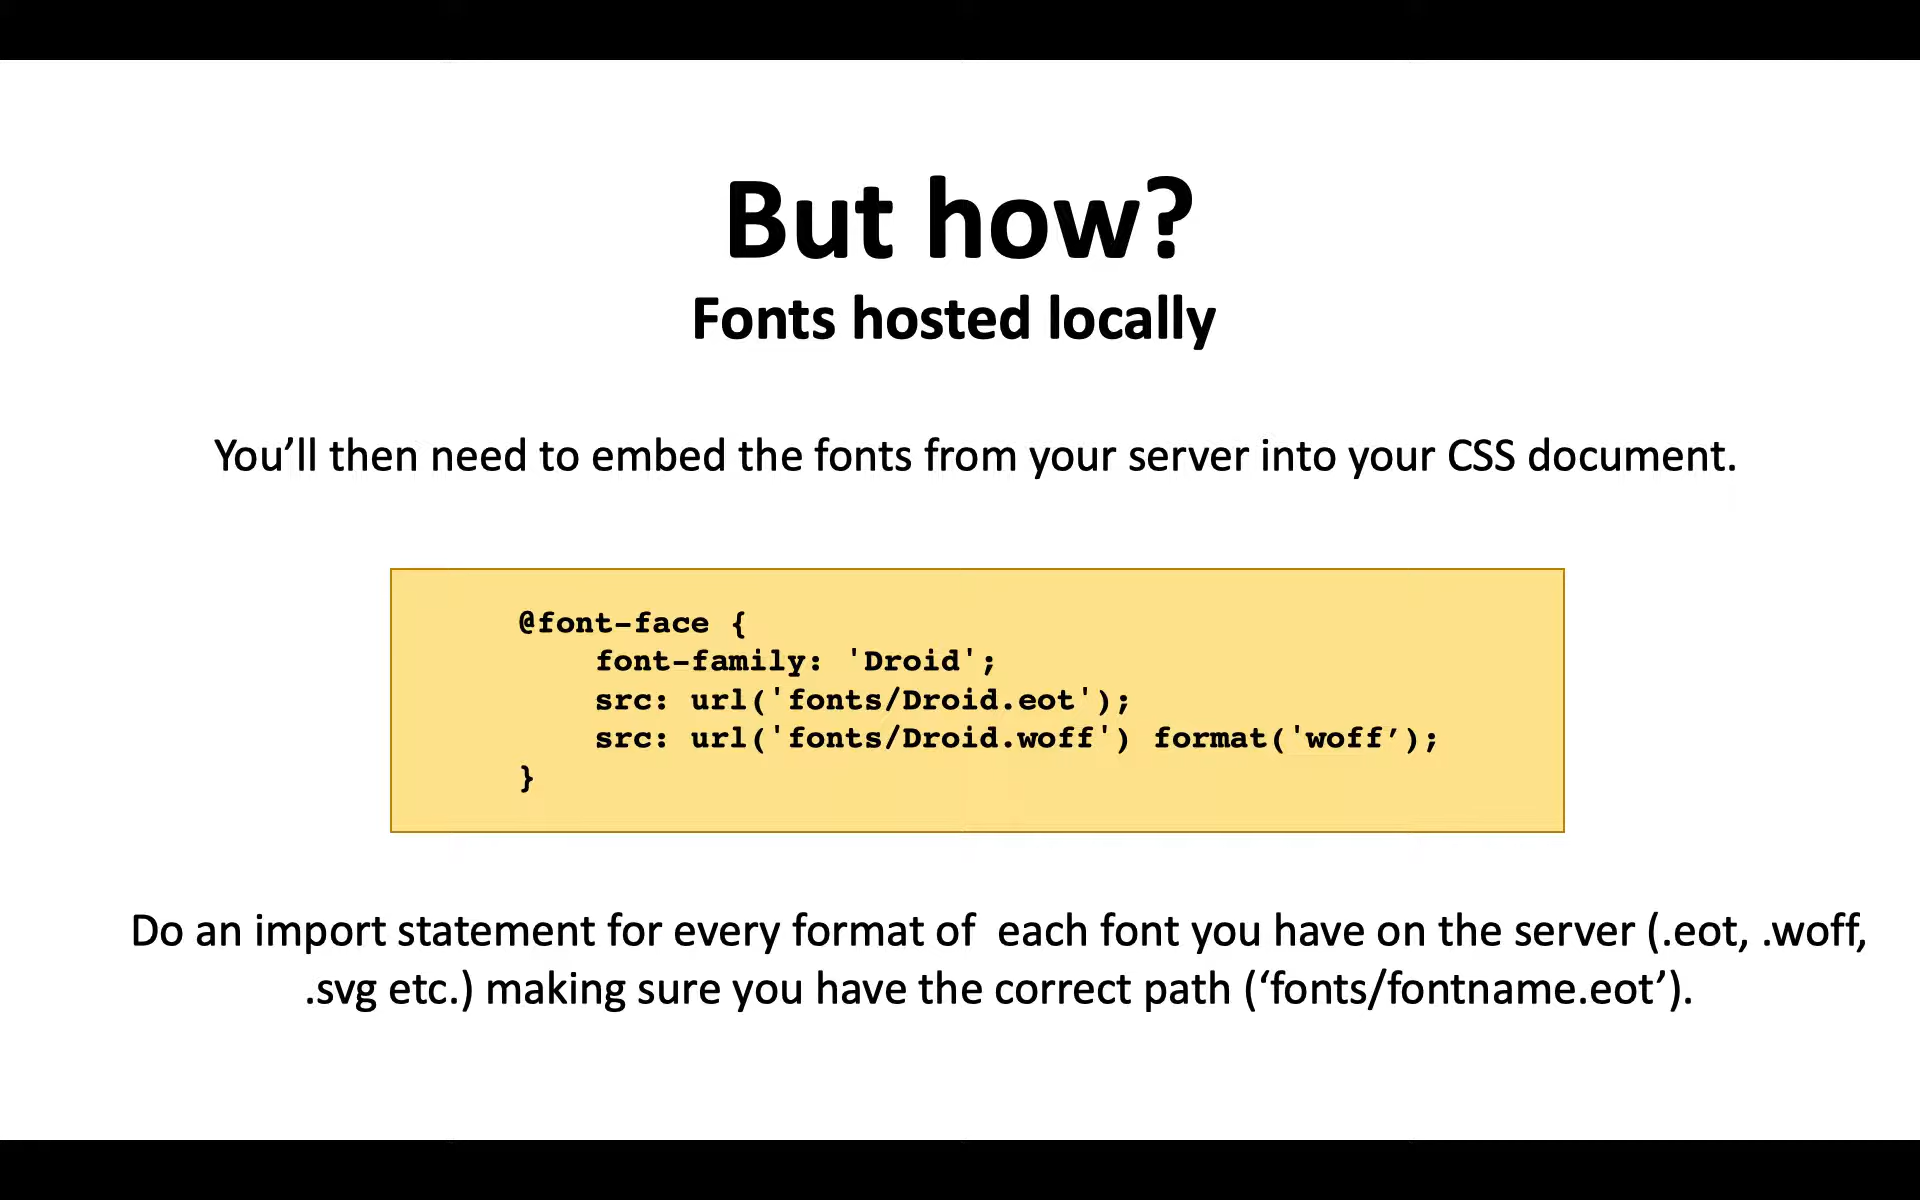 But how?
Fonts hosted locally
You’ll then need to embed the fonts from your server into your CSS document.
@font-face {
    font-family: 'Droid';
    src: url('fonts/Droid.eot');
    src: url('fonts/Droid.woff') format('woff’);
}
Do an import statement for every format of  each font you have on the server (.eot, .woff,
.svg etc.) making sure you have the correct path (‘fonts/fontname.eot’).